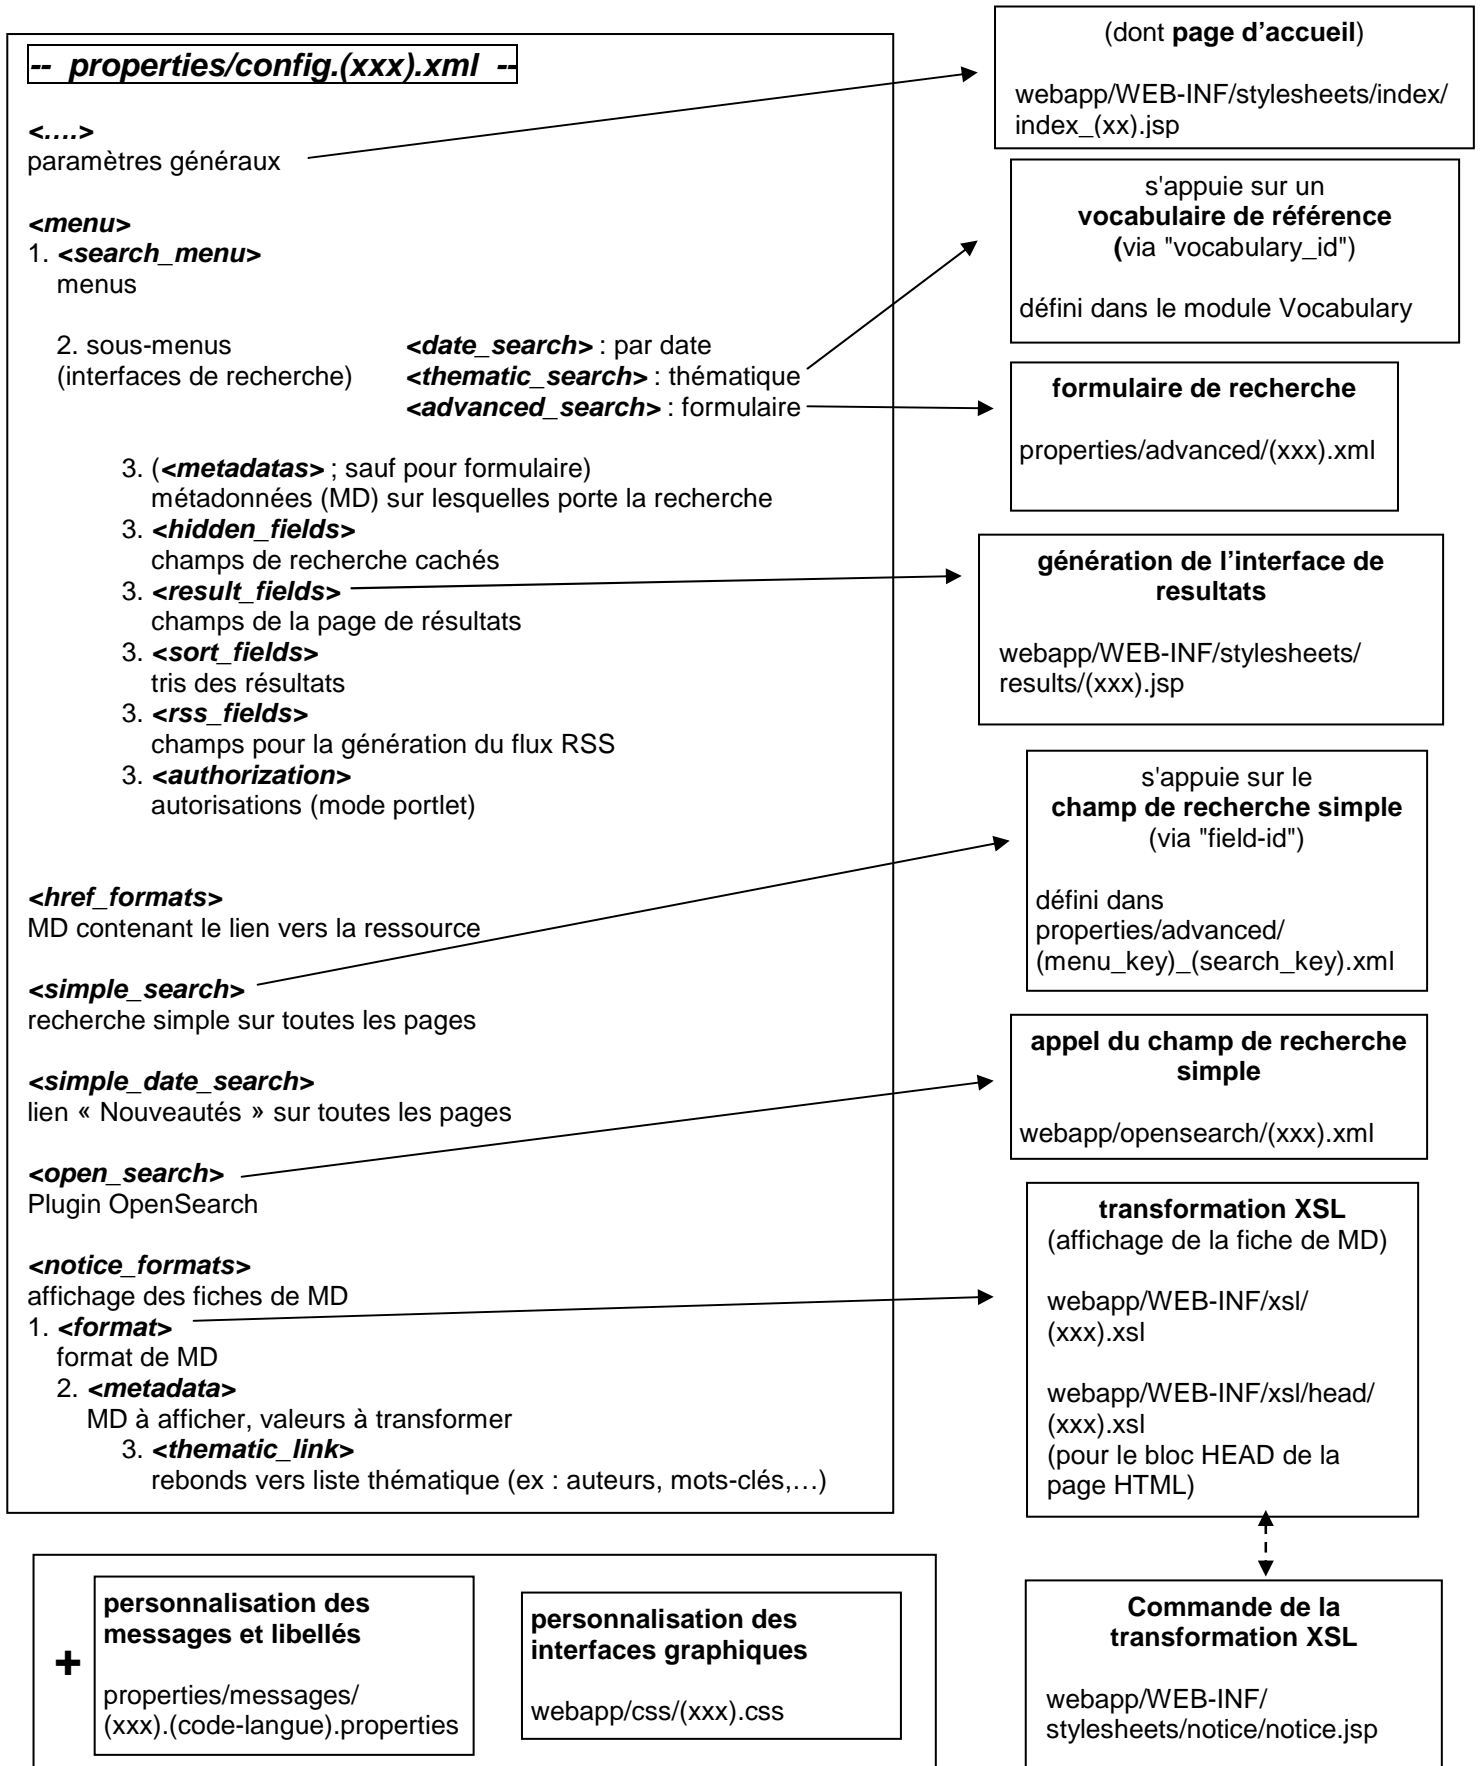 -- properties/config.(xxx).xml --
<….>
paramètres généraux
<menu>
1. <search_menu>
menus
2. sous-menus
(interfaces de recherche)
<date_search> : par date
<thematic_search> : thématique
<advanced_search> : formulaire
3. (<metadatas> ; sauf pour formulaire)
métadonnées (MD) sur lesquelles porte la recherche
3. <hidden_fields>
champs de recherche cachés
3. <result_fields>
champs de la page de résultats
3. <sort_fields>
tris des résultats
3. <rss_fields>
champs pour la génération du flux RSS
3. <authorization>
autorisations (mode portlet)
<href_formats>
MD contenant le lien vers la ressource
<simple_search>
recherche simple sur toutes les pages
<simple_date_search>
lien « Nouveautés » sur toutes les pages
<open_search>
Plugin OpenSearch
<notice_formats>
affichage des fiches de MD
1. <format>
format de MD
2. <metadata>
MD à afficher, valeurs à transformer
3. <thematic_link>
rebonds vers liste thématique (ex : auteurs, mots-clés,…)
(dont page d’accueil)
webapp/WEB-INF/stylesheets/index/
index_(xx).jsp
s'appuie sur un
vocabulaire de référence
(via "vocabulary_id")
défini dans le module Vocabulary
formulaire de recherche
properties/advanced/(xxx).xml
génération de l’interface de
resultats
webapp/WEB-INF/stylesheets/
results/(xxx).jsp
s'appuie sur le
champ de recherche simple
(via "field-id")
défini dans
properties/advanced/
(menu_key)_(search_key).xml
appel du champ de recherche
simple
webapp/opensearch/(xxx).xml
transformation XSL
(affichage de la fiche de MD)
webapp/WEB-INF/xsl/
(xxx).xsl
webapp/WEB-INF/xsl/head/
(xxx).xsl
(pour le bloc HEAD de la
page HTML)
+
personnalisation des
messages et libellés
properties/messages/
(xxx).(code-langue).properties
personnalisation des
interfaces graphiques
webapp/css/(xxx).css
Commande de la
transformation XSL
webapp/WEB-INF/
stylesheets/notice/notice.jsp